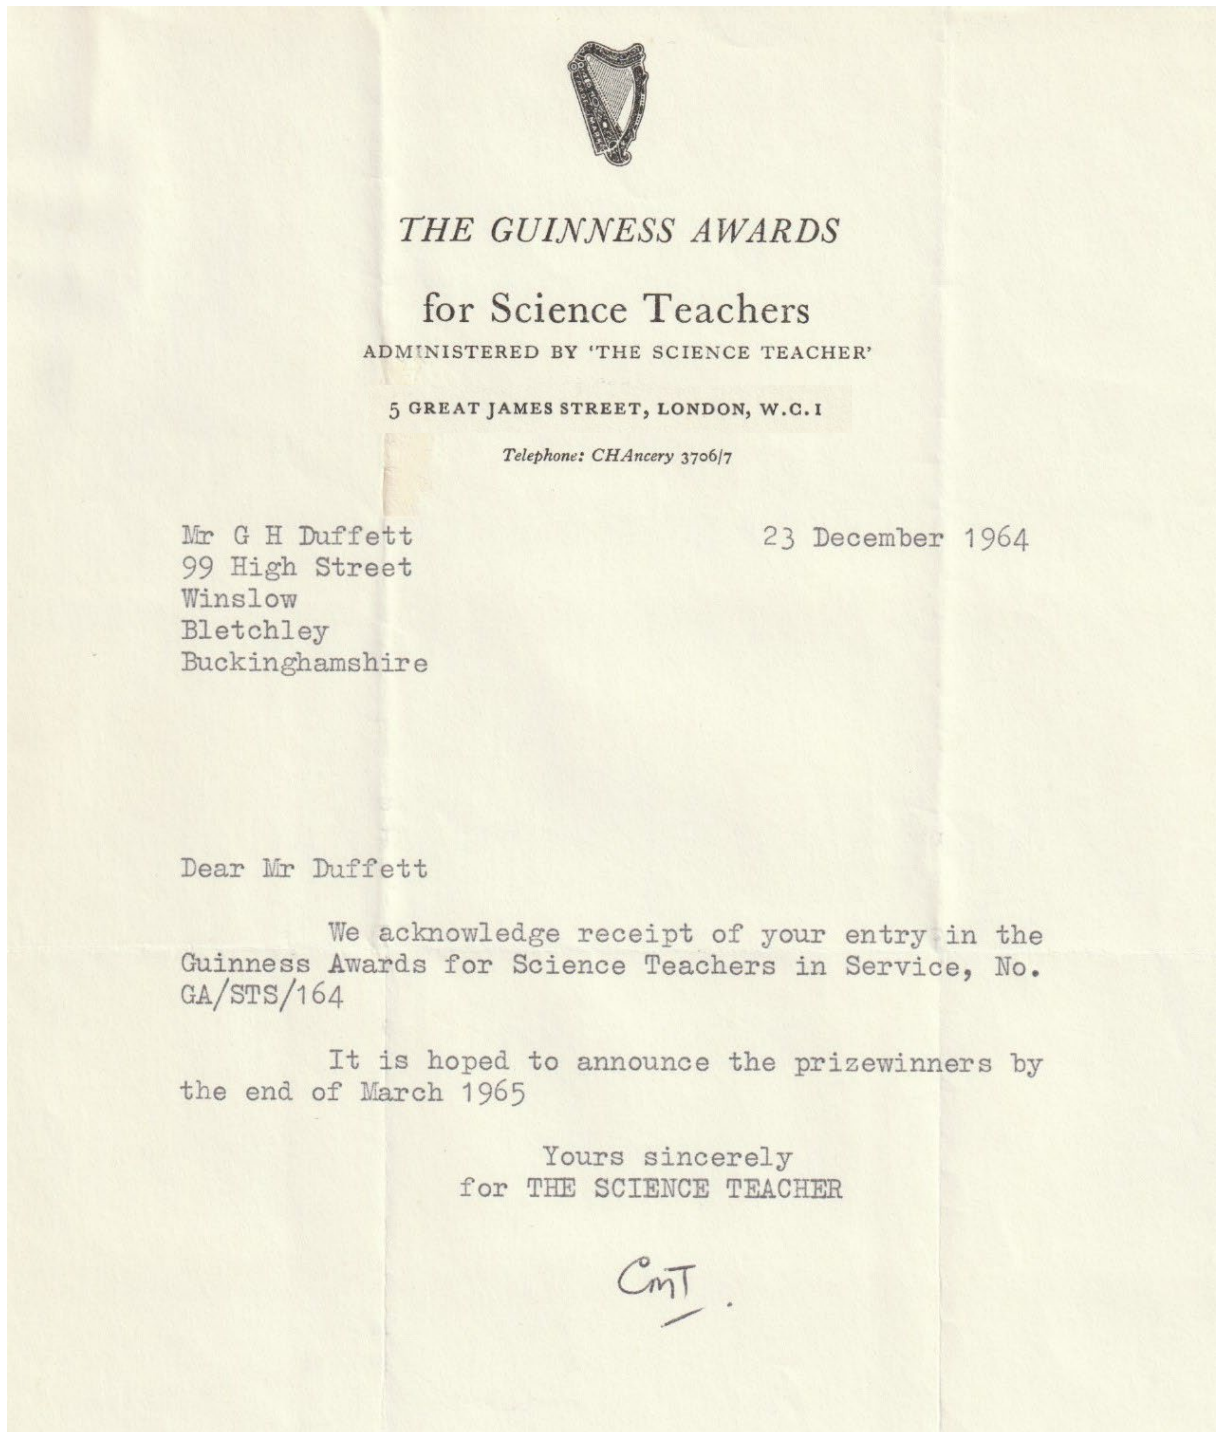 THE GUINNESS AWARDS
for Science Teachers
ADMINISTERED BY ‘THE SCIENCE TEACHER’
5 GREAT JAMES STREET, LONDON, W.C.1
Telephone: CHAncery 3706/7
Mr G H Duffett 23 December 1964
99 High Street
Winslow
Bletchley
Buckinghamshire
Dear Mr Duffett
We acknowledge receipt of your entry in the
Guinness Awards for Science Teachers in Service, No.
GA/STS/164
It is hoped to announce the prizewinners by
the end of March 1965
Yours sincerely
for THE SCIENCE TEACHER
CMT.